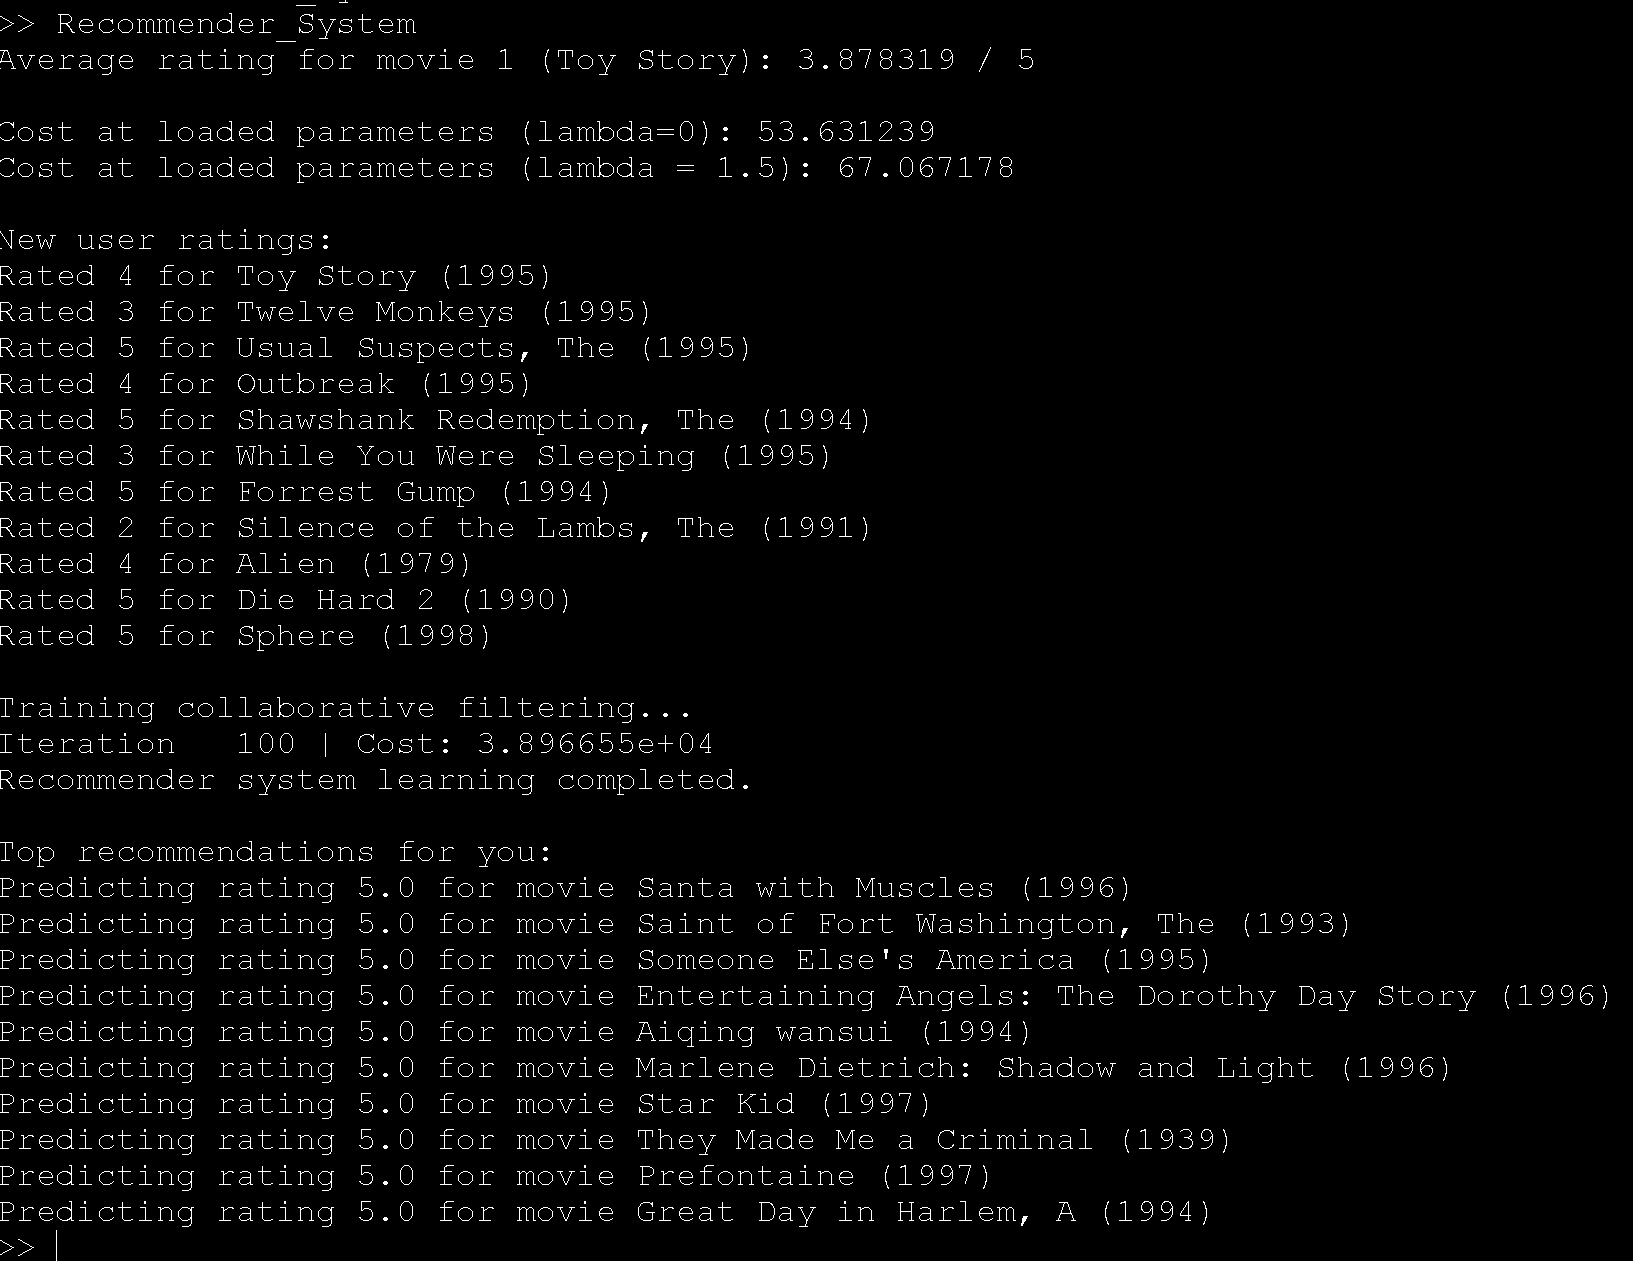 >> Recommender_System
Average rating for movie 1 (Toy Story): 3.878319 / 5
Cost at loaded parameters (lambda=0): 53.631239
Cost at loaded parameters (lambda = 1.5): 67.067178
New user ratings:
Rated 4 for Toy Story (1995)
Rated 3 for Twelve Monkeys (1995)
Rated 5 for Usual Suspects, The (1995)
Rated 4 for Outbreak (1995)
Rated 5 for Shawshank Redemption, The (1994)
Rated 3 for While You Were Sleeping (1995)
Rated 5 for Forrest Gump (1994)
Rated 2 for Silence of the Lambs, The (1991)
Rated 4 for Alien (1979)
Rated 5 for Die Hard 2 (1990)
Rated 5 for Sphere (1998)
Training collaborative filtering...
Iteration   100 | Cost: 3.896655e+04
Recommender system learning completed.
Top recommendations for you:
Predicting rating 5.0 for movie Santa with Muscles (1996)
Predicting rating 5.0 for movie Saint of Fort Washington, The (1993)
Predicting rating 5.0 for movie Someone Else's America (1995)
Predicting rating 5.0 for movie Entertaining Angels: The Dorothy Day Story (1996)
Predicting rating 5.0 for movie Aiqing wansui (1994)
Predicting rating 5.0 for movie Marlene Dietrich: Shadow and Light (1996)
Predicting rating 5.0 for movie Star Kid (1997)
Predicting rating 5.0 for movie They Made Me a Criminal (1939)
Predicting rating 5.0 for movie Prefontaine (1997)
Predicting rating 5.0 for movie Great Day in Harlem, A (1994)
>>